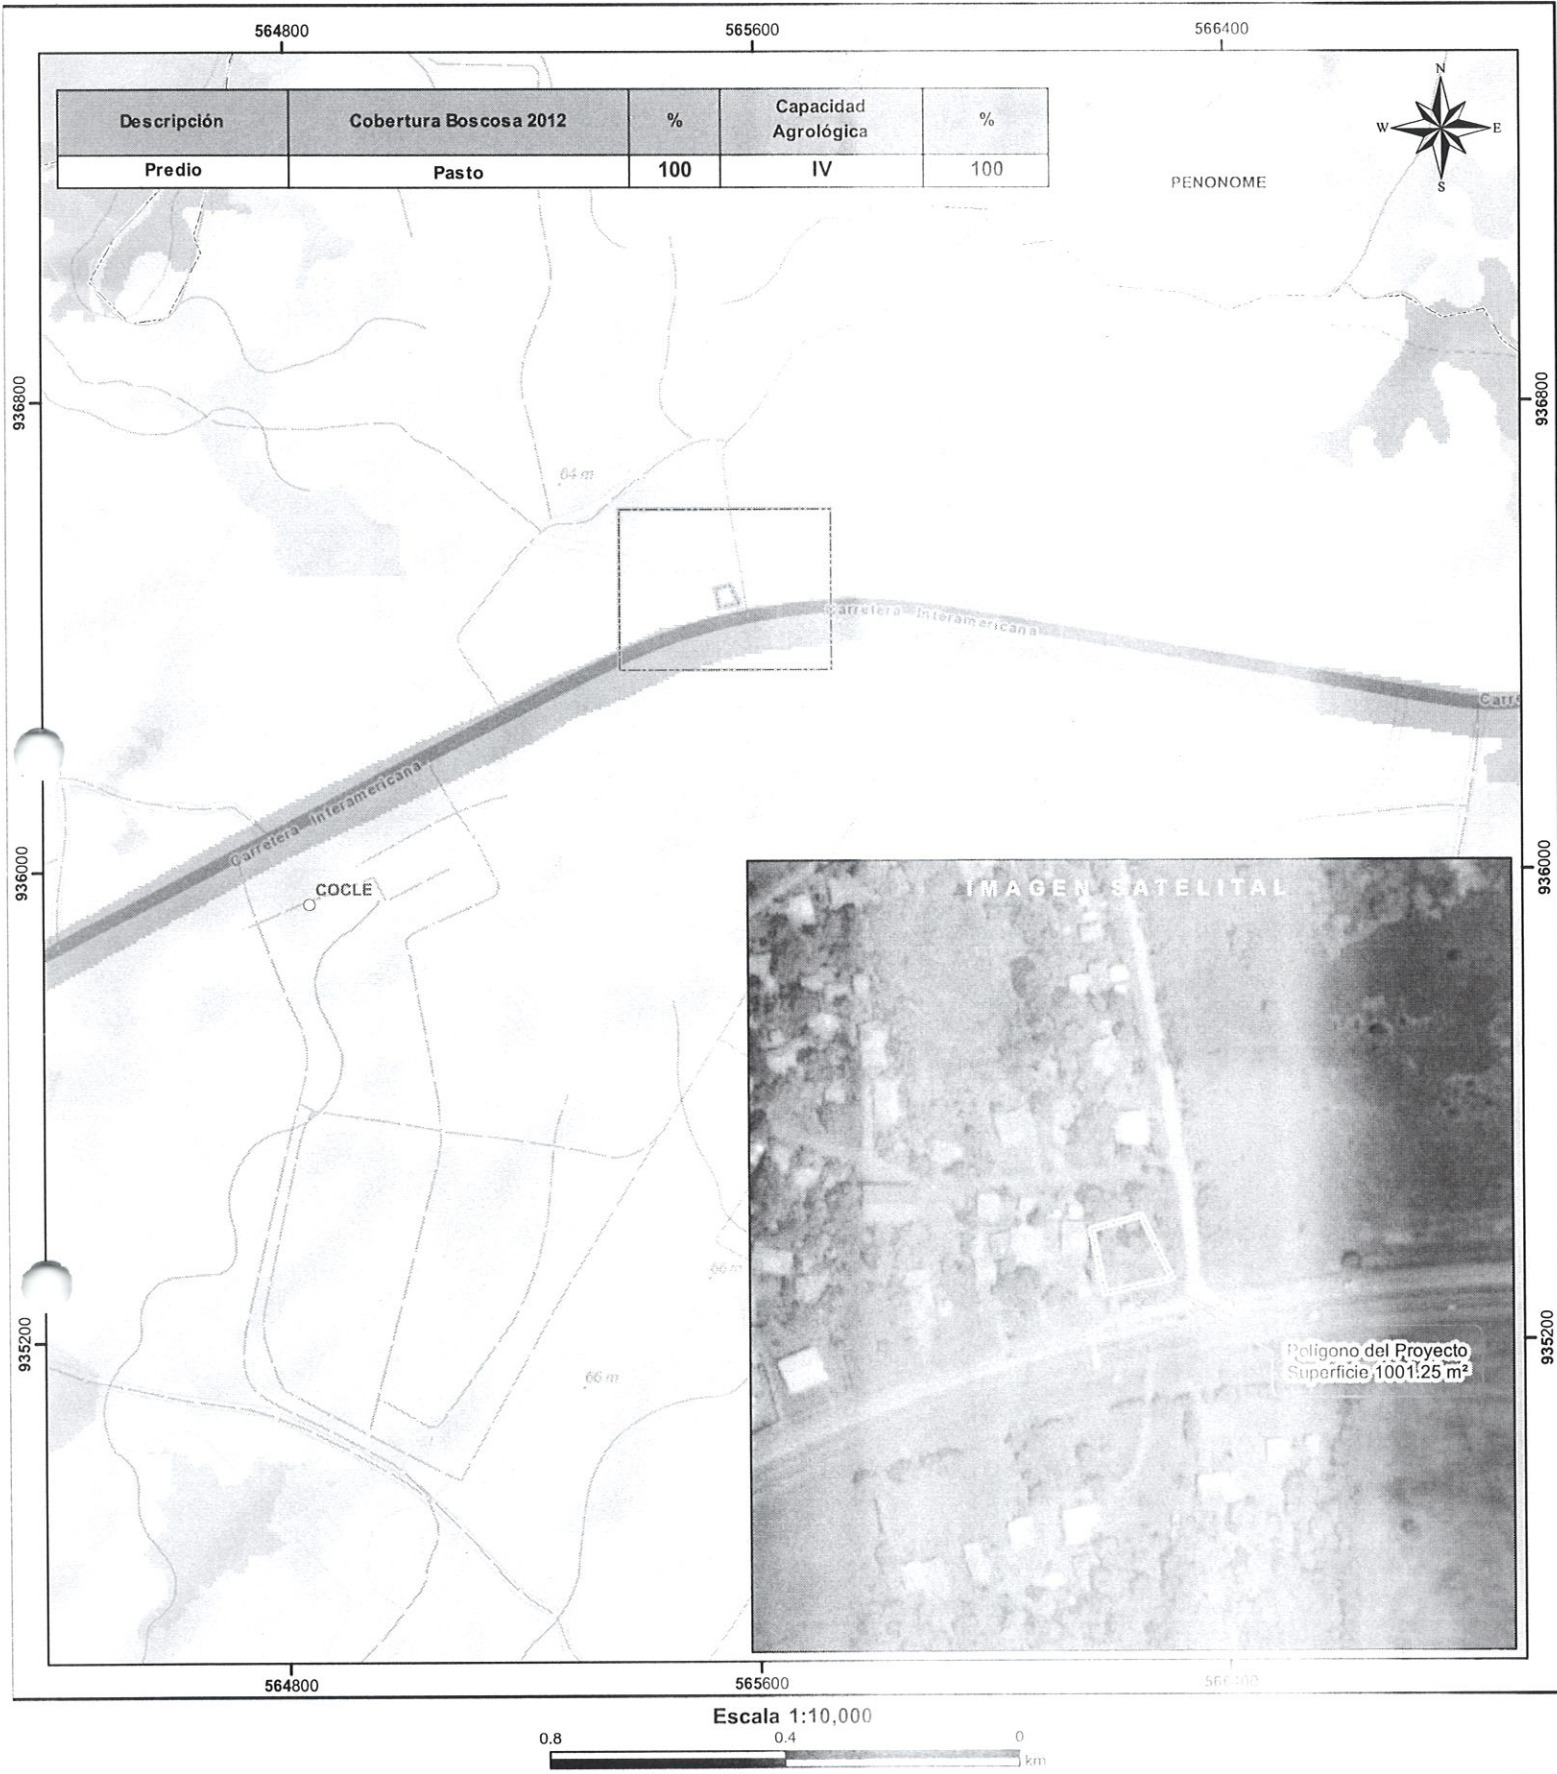 564800 565600 566400
N
W E
S
Descripción Cobertura Boscosa 2012 % Capacidad Agrológica %
Predio Pasto 100 IV 100
PENONOME
936800 936800
64 m
Carretera Interamericana
Carre
Carretera Interamericana
COCLE
936000 936000
IMAGEN SATELITAL
66 m
935200 935200
Polígono del Proyecto
Superficie 1001.25 m²
66 m
564800 565600 566400
Escala 1:10,000
0.8 0.4 0
km